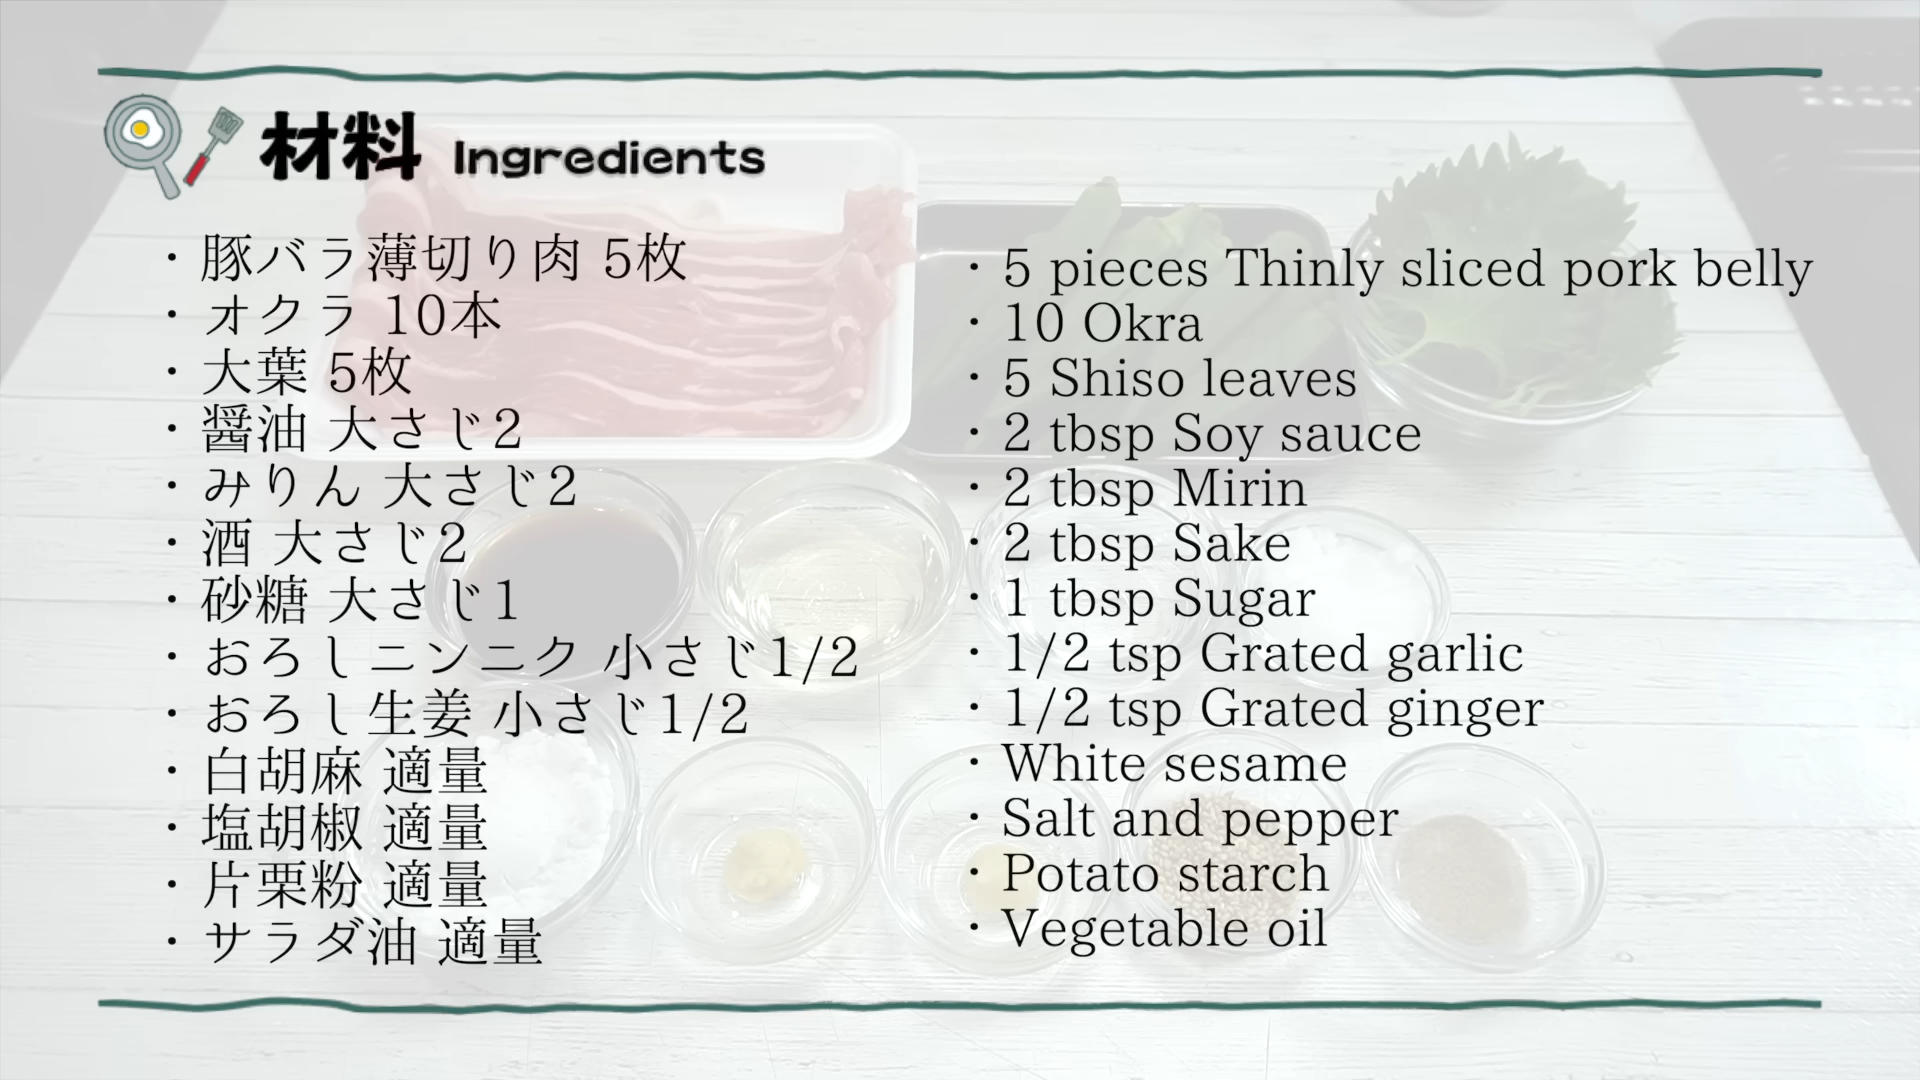 材料 Ingredients
・豚バラ薄切り肉 5枚
・オクラ 10本
・大葉 5枚
・醤油 大さじ2
・みりん 大さじ2
・酒 大さじ2
・砂糖 大さじ1
・おろしニンニク 小さじ1/2
・おろし生姜 小さじ1/2
・白胡麻 適量
・塩胡椒 適量
・片栗粉 適量
・サラダ油 適量
・5 pieces Thinly sliced pork belly
・10 Okra
・5 Shiso leaves
・2 tbsp Soy sauce
・2 tbsp Mirin
・2 tbsp Sake
・1 tbsp Sugar
・1/2 tsp Grated garlic
・1/2 tsp Grated ginger
・White sesame
・Salt and pepper
・Potato starch
・Vegetable oil